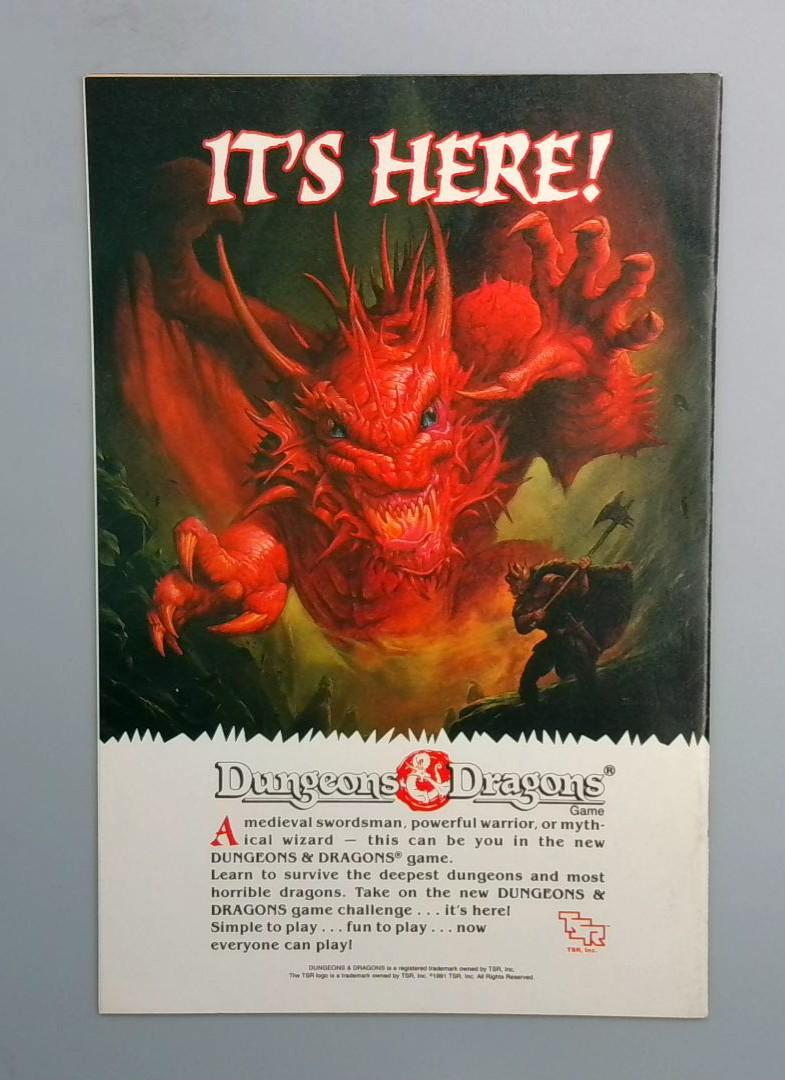 IT'S HERE!
Dungeons & Dragons®
Game
A medieval swordsman, powerful warrior, or myth-
ical wizard — this can be you in the new
DUNGEONS & DRAGONS® game.
Learn to survive the deepest dungeons and most
horrible dragons. Take on the new DUNGEONS &
DRAGONS game challenge . . . it's here!
Simple to play . . . fun to play . . . now
everyone can play!
TSR™
TSR, Inc.
DUNGEONS & DRAGONS is a registered trademark owned by TSR, Inc.
The TSR logo is a trademark owned by TSR, Inc. ©1991 TSR, Inc. All Rights Reserved.